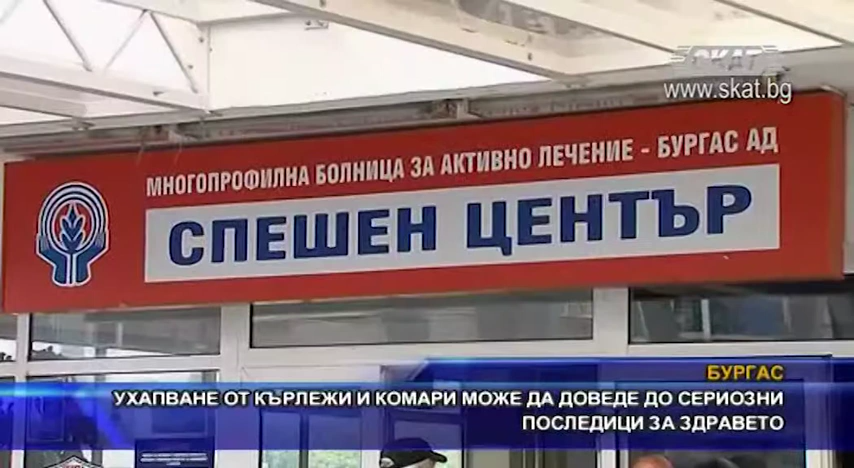 SKAT
www.skat.bg
МНОГОПРОФИЛНА БОЛНИЦА ЗА АКТИВНО ЛЕЧЕНИЕ - БУРГАС АД
СПЕШЕН ЦЕНТЪР
БУРГАС
УХАПВАНЕ ОТ КЪРЛЕЖИ И КОМАРИ МОЖЕ ДА ДОВЕДЕ ДО СЕРИОЗНИ
ПОСЛЕДИЦИ ЗА ЗДРАВЕТО